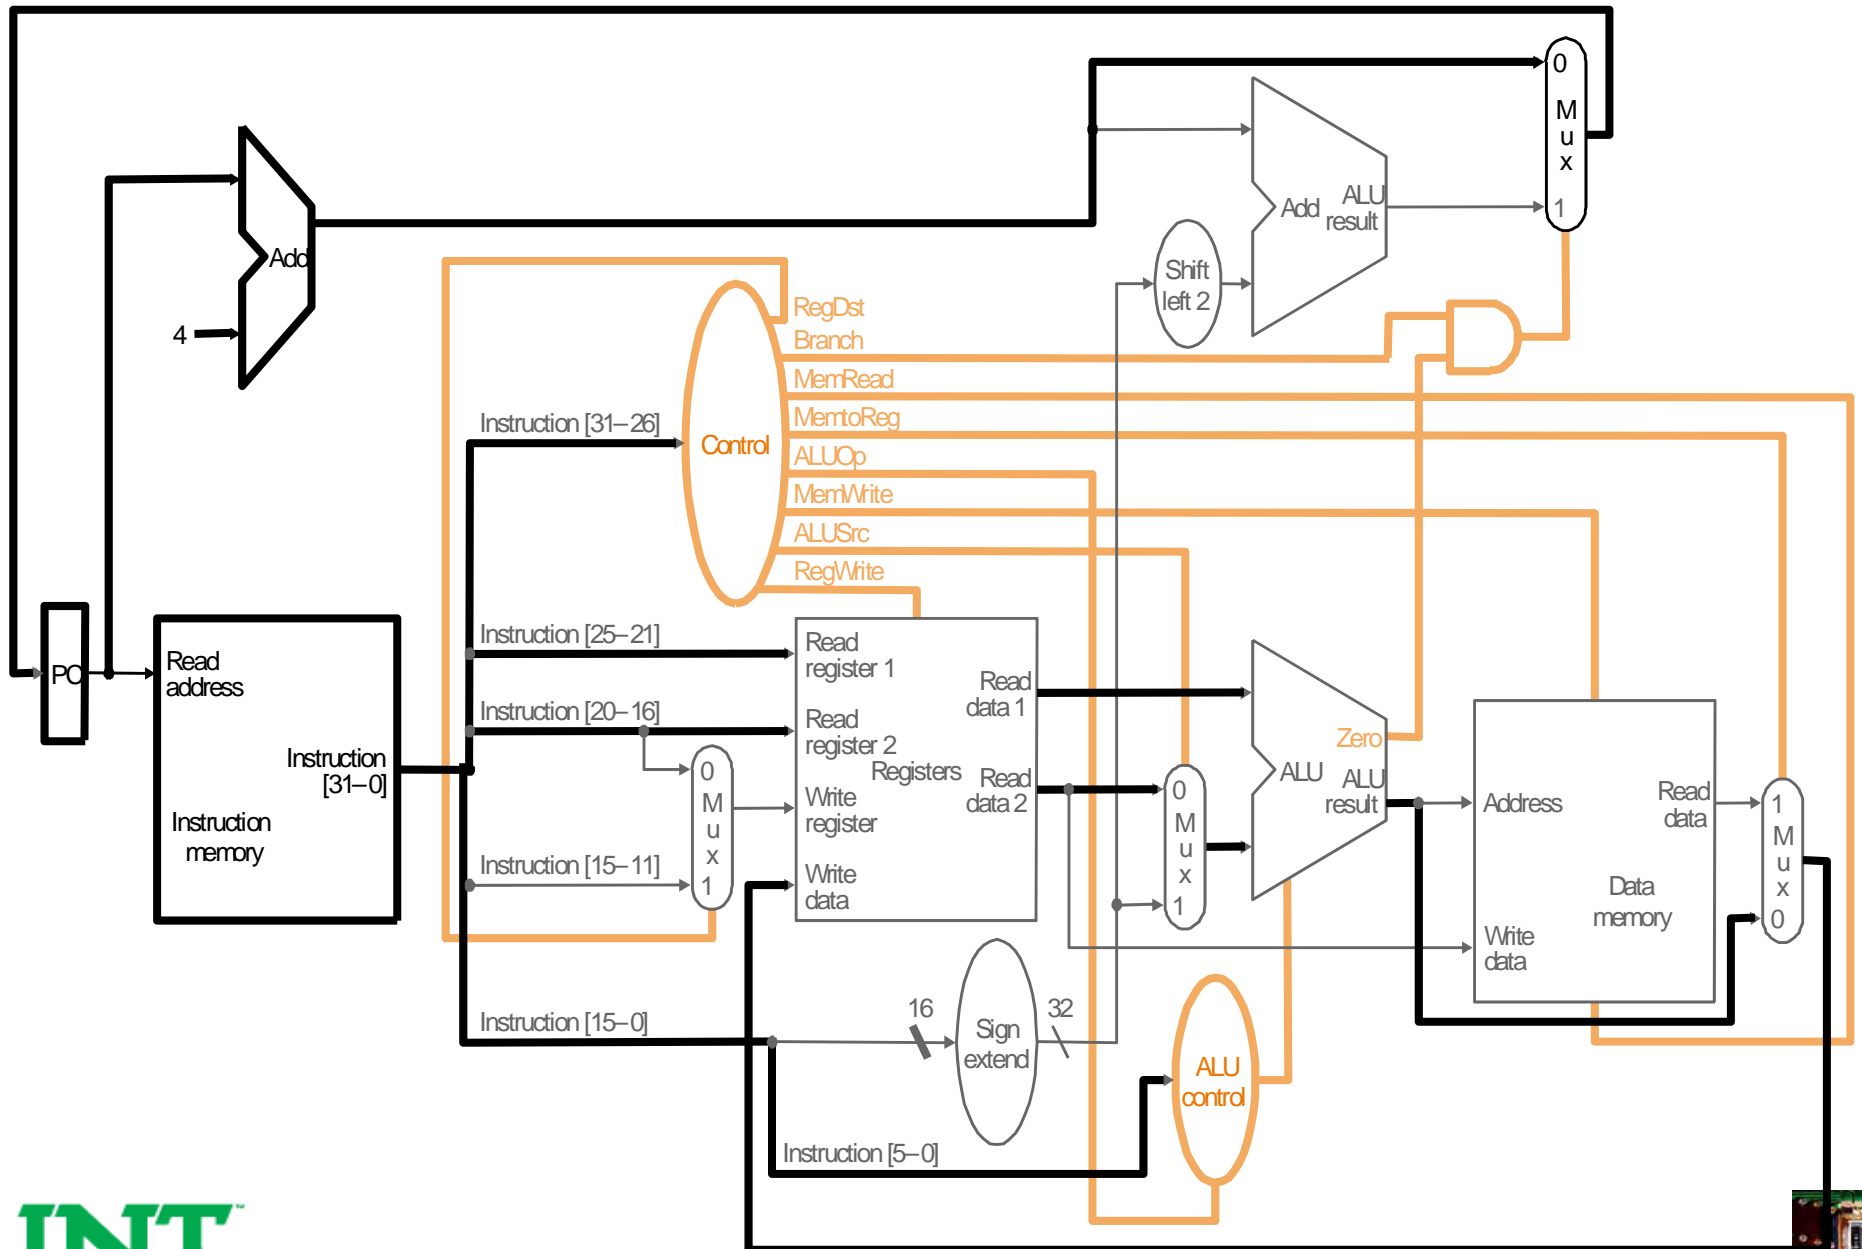 0
M
u
x
1
Add
ALU
result
Add
4
Shift
left 2
RegDst
Branch
MemRead
MemtoReg
ALUOp
MemWrite
ALUSrc
RegWrite
Control
Instruction [31–26]
Instruction [25–21]
Instruction [20–16]
Instruction [15–11]
Instruction [15–0]
Instruction [5–0]
PC
Read
address
Instruction
[31–0]
Instruction
memory
0
M
u
x
1
Read
register 1
Read
register 2
Registers
Write
register
Write
data
Read
data 1
Read
data 2
0
M
u
x
1
Zero
ALU
ALU
result
Address
Read
data
Data
memory
Write
data
1
M
u
x
0
16
Sign
extend
32
ALU
control